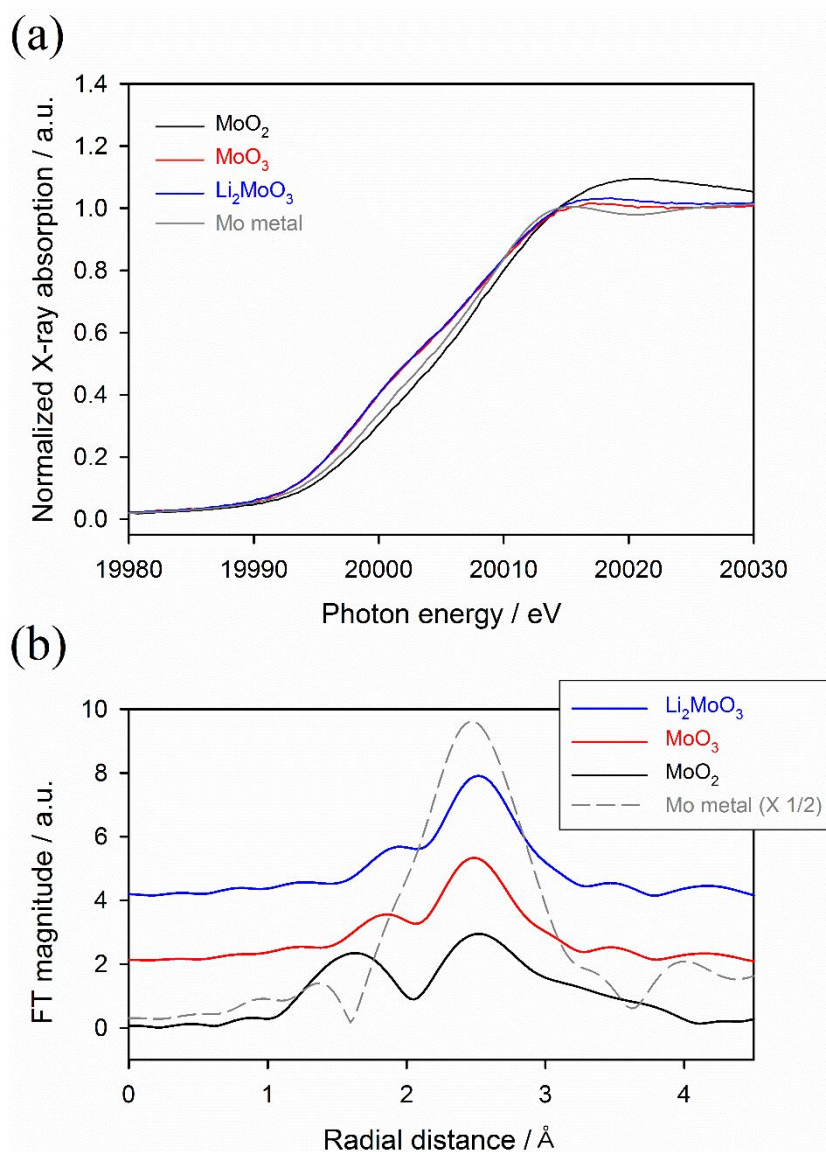 (a)
Normalized X-ray absorption / a.u.
1.4
1.2
1.0
0.8
0.6
0.4
0.2
0.0
MoO₂
MoO₃
Li₂MoO₃
Mo metal
19980 19990 20000 20010 20020 20030
Photon energy / eV
(b)
FT magnitude / a.u.
10
8
6
4
2
0
Li₂MoO₃
MoO₃
MoO₂
Mo metal (X 1/2)
0 1 2 3 4
Radial distance / Å